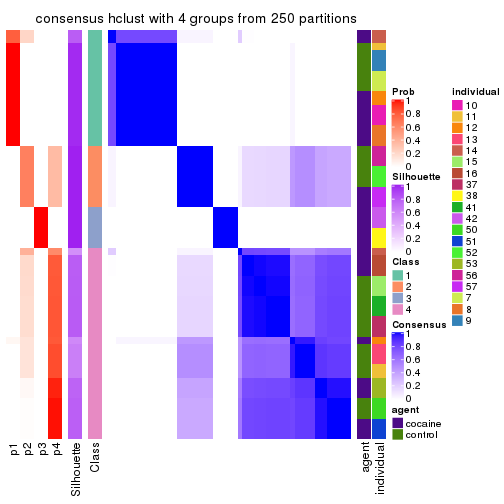 consensus hclust with 4 groups from 250 partitions
Prob
1
0.8
0.6
0.4
0.2
0
Silhouette
1
0.8
0.6
0.4
0.2
0
Class
1
2
3
4
Consensus
1
0.8
0.6
0.4
0.2
0
agent
cocaine
control
individual
10
11
12
13
14
15
16
37
38
41
42
50
51
52
53
56
57
7
8
9
p1
p2
p3
p4
Silhouette
Class
agent
individual